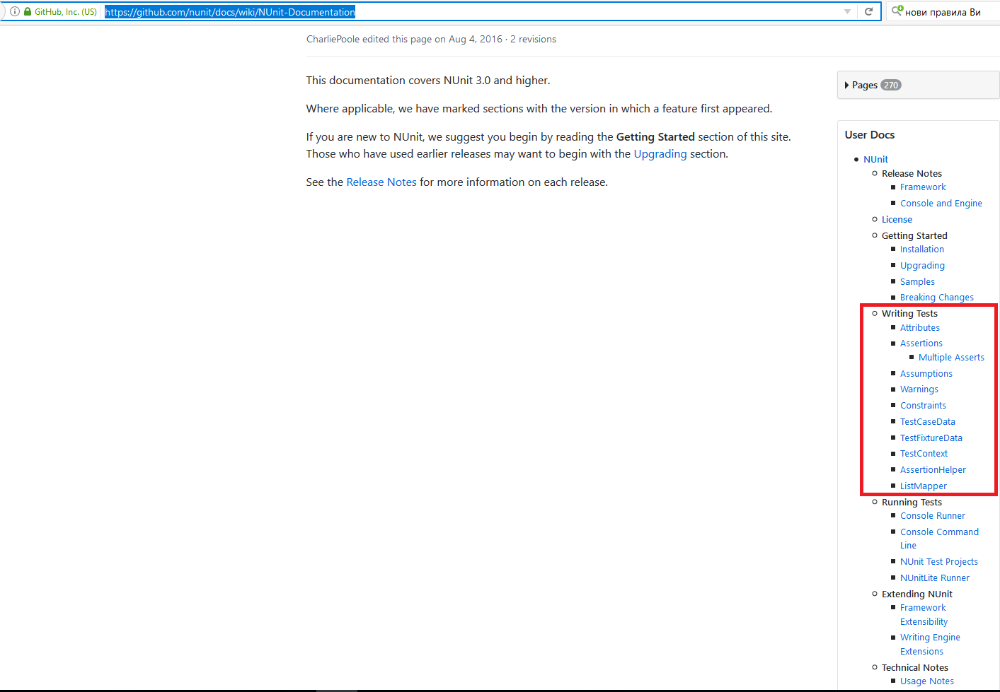 GitHub, Inc. (US)
https://github.com/nunit/docs/wiki/NUnit-Documentation
нови правила Ви
CharliePoole edited this page on Aug 4, 2016 · 2 revisions
This documentation covers NUnit 3.0 and higher.
Where applicable, we have marked sections with the version in which a feature first appeared.
If you are new to NUnit, we suggest you begin by reading the Getting Started section of this site.
Those who have used earlier releases may want to begin with the Upgrading section.
See the Release Notes for more information on each release.
Pages 270
User Docs
NUnit
Release Notes
Framework
Console and Engine
License
Getting Started
Installation
Upgrading
Samples
Breaking Changes
Writing Tests
Attributes
Assertions
Multiple Asserts
Assumptions
Warnings
Constraints
TestCaseData
TestFixtureData
TestContext
AssertionHelper
ListMapper
Running Tests
Console Runner
Console Command
Line
NUnit Test Projects
NUnitLite Runner
Extending NUnit
Framework
Extensibility
Writing Engine
Extensions
Technical Notes
Usage Notes